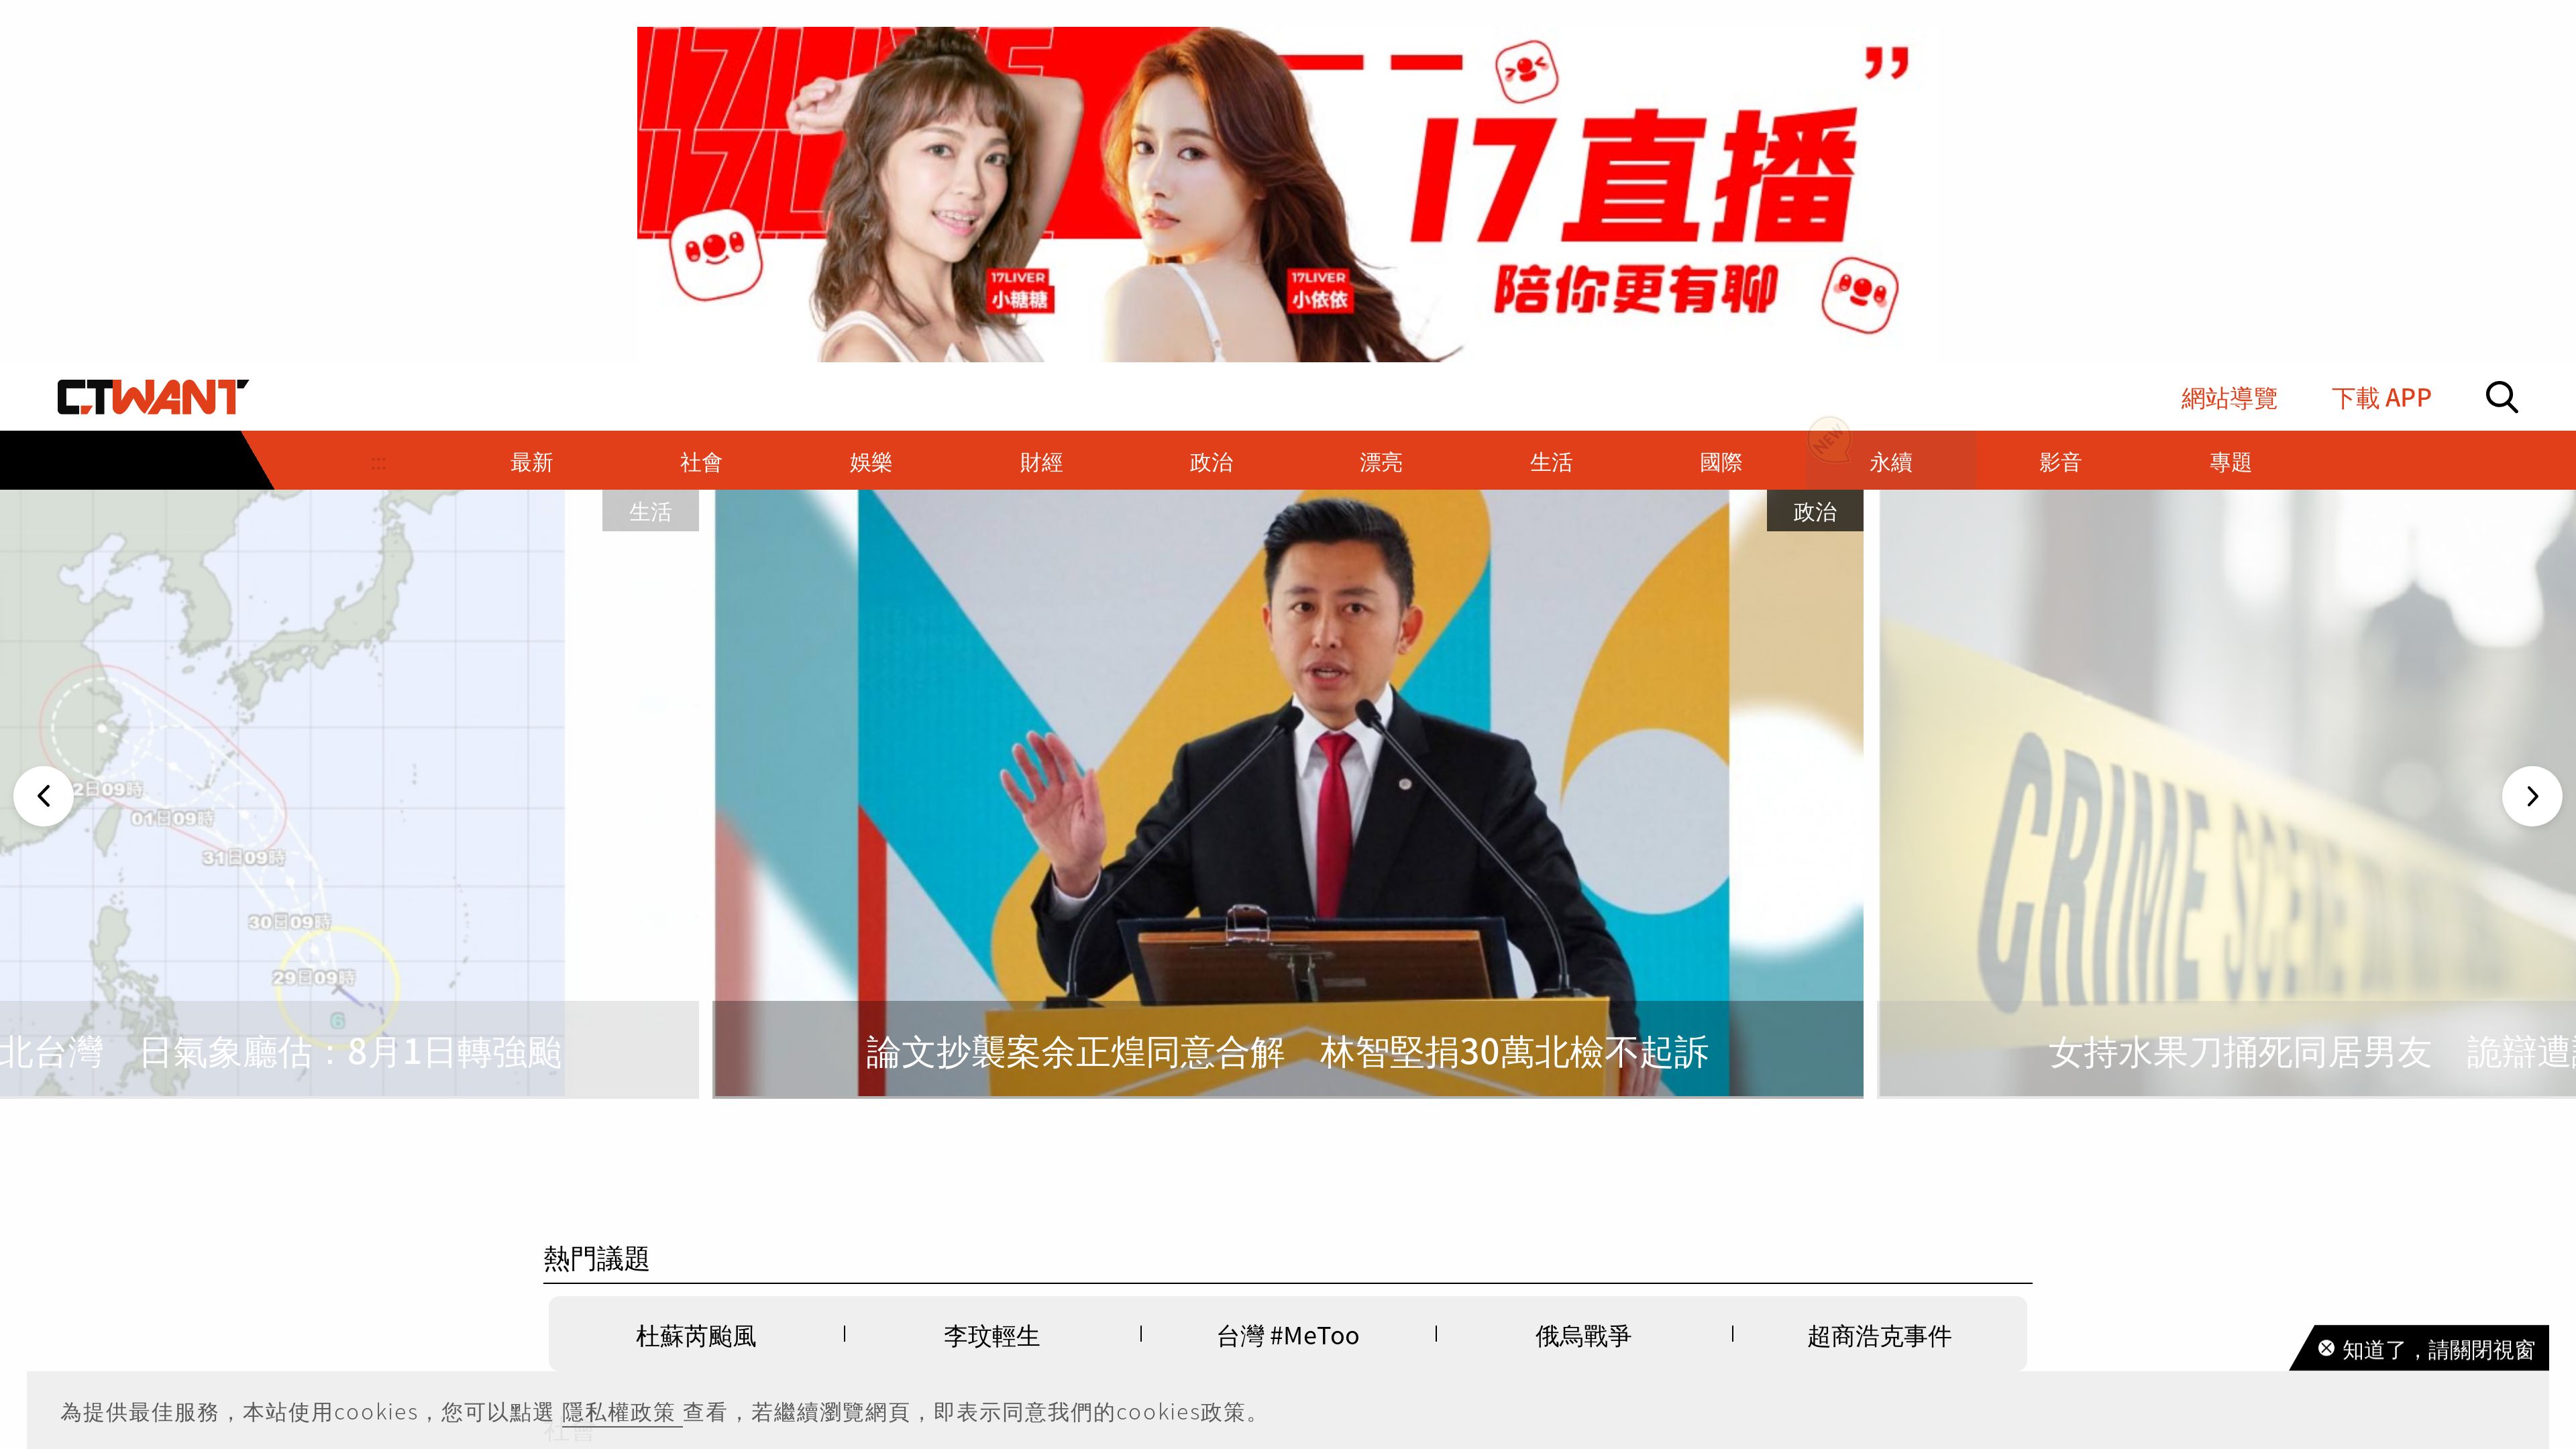 17直播
陪你更有聊
17LIVER
小糖糖
17LIVER
小依依
CTWANT
網站導覽
下載 APP
NEW
最新
社會
娛樂
財經
政治
漂亮
生活
國際
永續
影音
專題
生活
政治
2日09時
01日09時
31日09時
30日09時
29日09時
6
CRIME SCENE
北台灣 日氣象廳估：8月1日轉強颱
論文抄襲案余正煌同意合解 林智堅捐30萬北檢不起訴
女持水果刀捅死同居男友 詭辯遭
熱門議題
杜蘇芮颱風
李玟輕生
台灣 #MeToo
俄烏戰爭
超商浩克事件
知道了，請關閉視窗
為提供最佳服務，本站使用cookies，您可以點選 隱私權政策 查看，若繼續瀏覽網頁，即表示同意我們的cookies政策。
社會